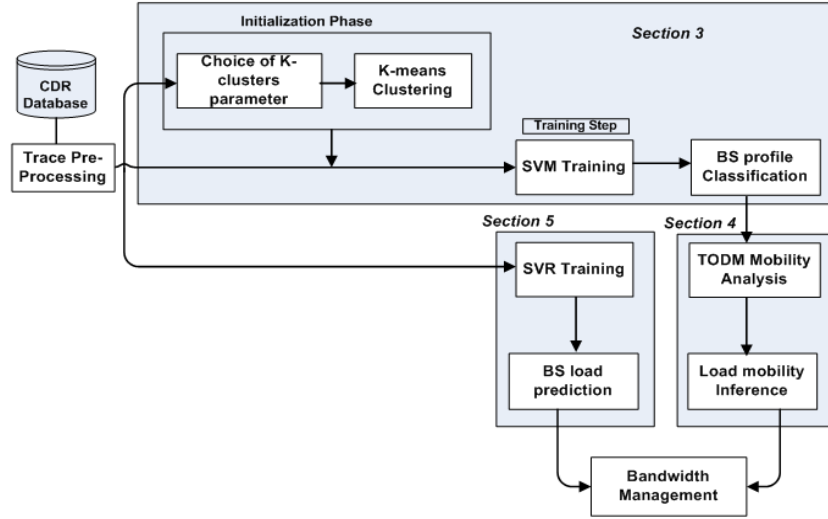 Initialization Phase
Section 3
Choice of K-
clusters
parameter
K-means
Clustering
CDR
Database
Trace Pre-
Processing
Training Step
SVM Training
BS profile
Classification
Section 5
Section 4
SVR Training
TODM Mobility
Analysis
BS load
prediction
Load mobility
Inference
Bandwidth
Management